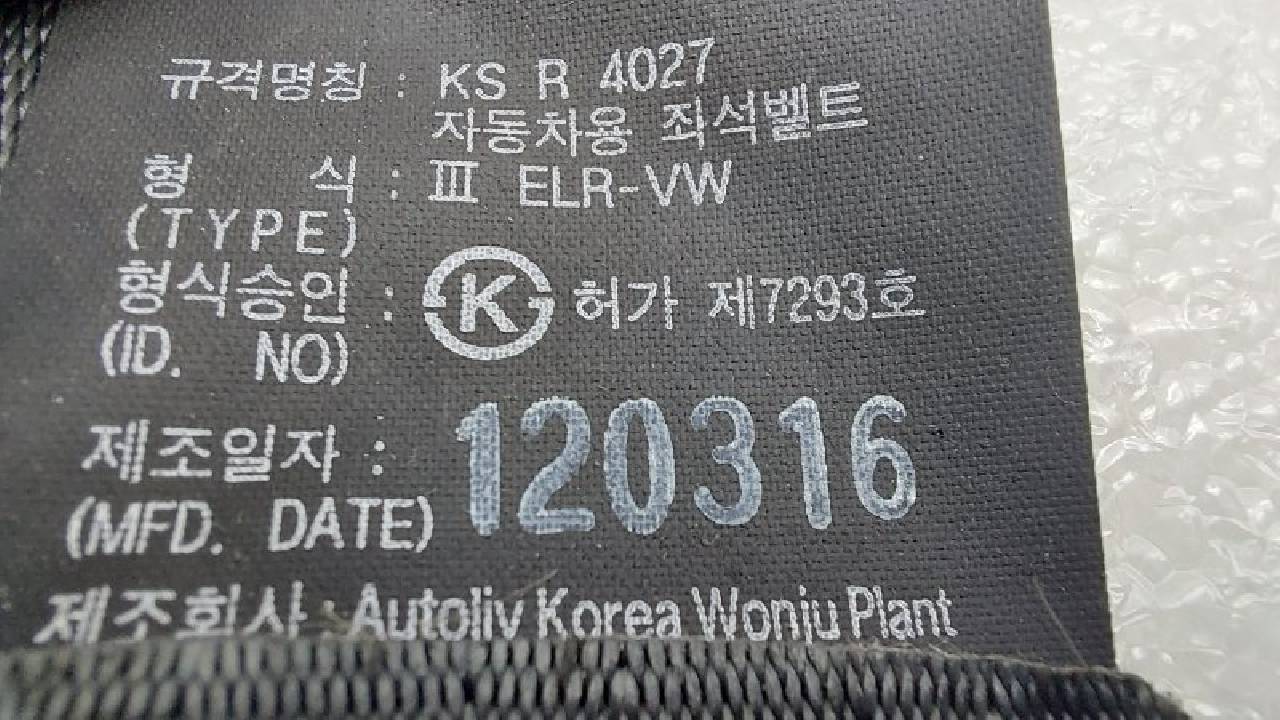 규격명칭 : KS R 4027
자동차용 좌석벨트
형 식 : Ⅲ ELR-VW
(TYPE)
형식승인 : K 허가 제7293호
(ID. NO)
제조일자 : 120316
(MFD. DATE)
제조회사 : Autoliv Korea Wonju Plant